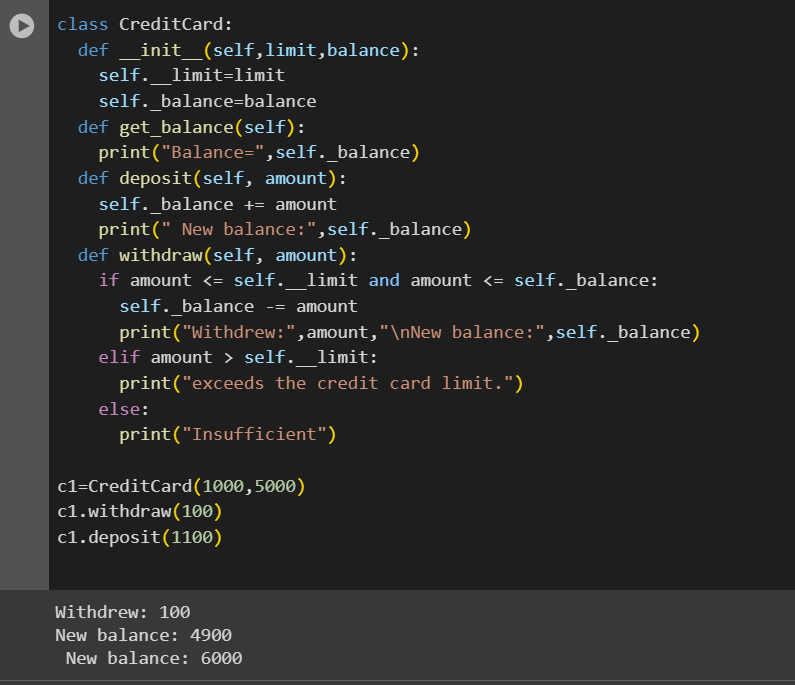 class CreditCard:
  def __init__(self,limit,balance):
    self.__limit=limit
    self._balance=balance
  def get_balance(self):
    print("Balance=",self._balance)
  def deposit(self, amount):
    self._balance += amount
    print(" New balance:",self._balance)
  def withdraw(self, amount):
    if amount <= self.__limit and amount <= self._balance:
      self._balance -= amount
      print("Withdrew:",amount,"\nNew balance:",self._balance)
    elif amount > self.__limit:
      print("exceeds the credit card limit.")
    else:
      print("Insufficient")

c1=CreditCard(1000,5000)
c1.withdraw(100)
c1.deposit(1100)

Withdrew: 100
New balance: 4900
 New balance: 6000